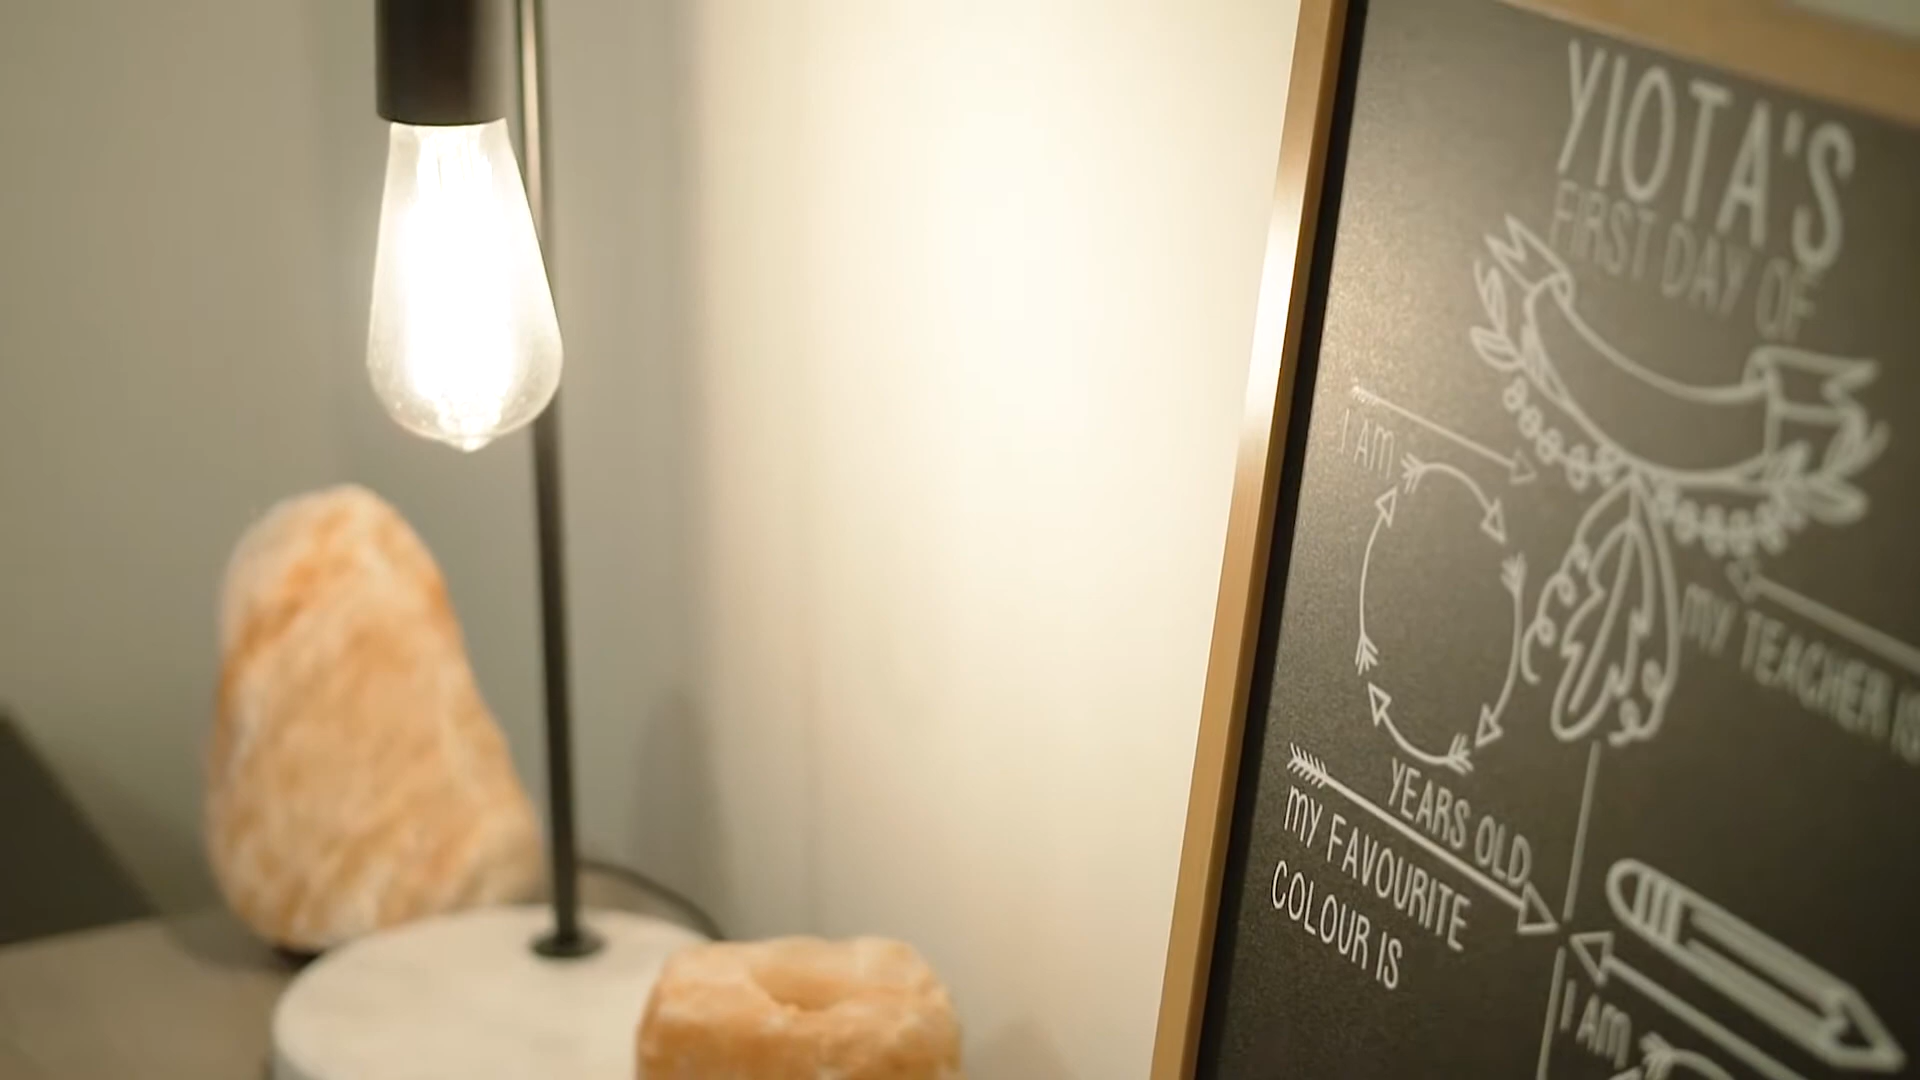 YIOTA'S
FIRST DAY OF
I AM
YEARS OLD
MY TEACHER IS
MY FAVOURITE
COLOUR IS
I AM